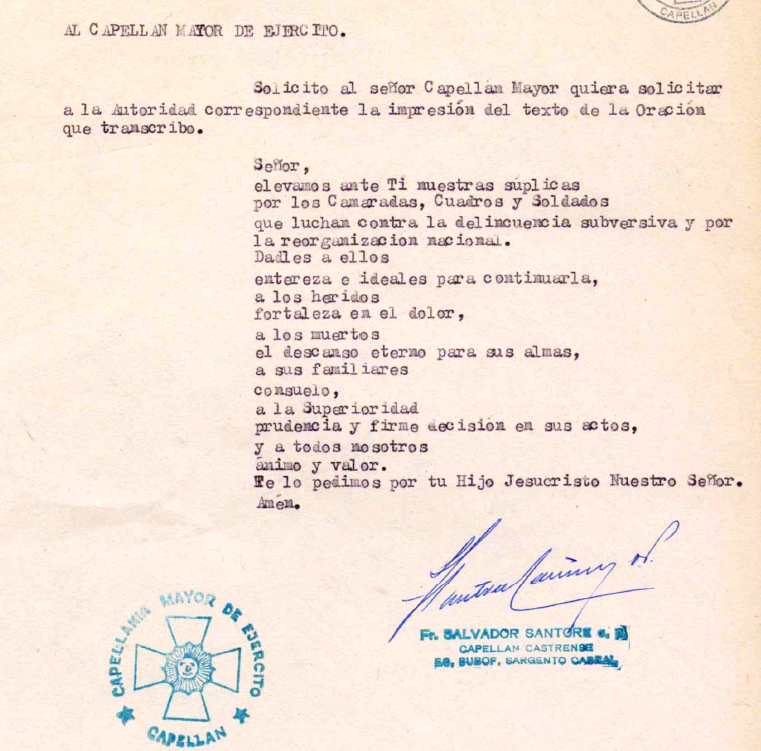 CAPELLAN
AL CAPELLAN MAYOR DE EJERCITO.
Solicito al señor Capellán Mayor quiera solicitar
a la Autoridad correspondiente la impresión del texto de la Oración
que transcribo.
Señor,
elevamos ante Ti nuestras súplicas
por los Camaradas, Cuadros y Soldados
que luchan contra la delincuencia subversiva y por
la reorganizacion nacional.
Dadles a ellos
entereza e ideales para continuarla,
a los heridos
fortaleza en el dolor,
a los muertos
el descanso eterno para sus almas,
a sus familiares
consuelo,
a la Superioridad
prudencia y firme decisión en sus actos,
y a todos nosotros
ánimo y valor.
Te lo pedimos por tu Hijo Jesucristo Nuestro Señor.
Amén.
Fr. SALVADOR SANTORE
CAPELLAN CASTRENSE
SUBOF. SARGENTO CABRAL
CAPELLANIA MAYOR DE EJERCITO
CAPELLAN